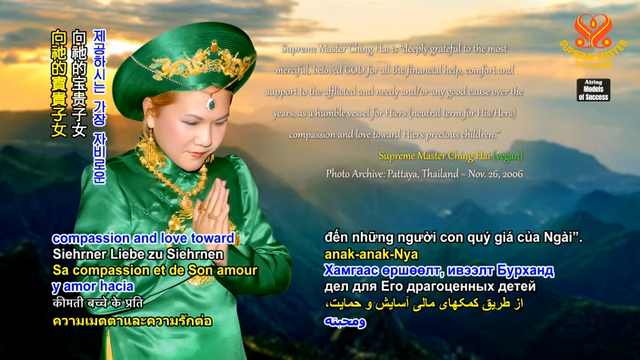 向祂的寶貴子女
向祂的宝贵子女
제공하시는 가장 자비로운
Supreme Master Ching Hai is "deeply grateful to the most
merciful, beloved GOD for all the financial help, comfort and
support to the afflicted and needy and/or any good cause over the
years, as a humble vessel for Hiers (neutral term for His/Hers)
compassion and love toward Hiers precious children."
Supreme Master Ching Hai (vegan)
Photo Archive: Pattaya, Thailand ~ Nov. 26, 2006
SUPREME MASTER
Airing
Models
of Success
compassion and love toward
Siehrner Liebe zu Siehrnen
Sa compassion et de Son amour
y amor hacia
कीमती बच्चे के प्रति
ความเมตตาและความรักต่อ
đến những người con quý giá của Ngài".
anak-anak-Nya
Хамгаас өршөөлт, ивээлт Бурханд
дел для Его драгоценных детей
از طریق کمکهای مالی آسایش و حمایت،
ومحبته